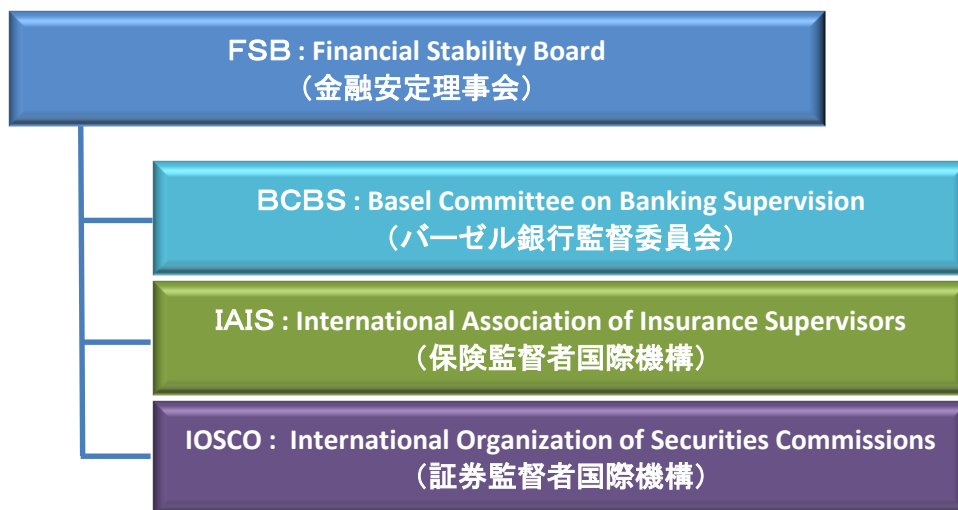 FSB : Financial Stability Board
（金融安定理事会）
BCBS : Basel Committee on Banking Supervision
（バーゼル銀行監督委員会）
IAIS : International Association of Insurance Supervisors
（保険監督者国際機構）
IOSCO :  International Organization of Securities Commissions
（証券監督者国際機構）